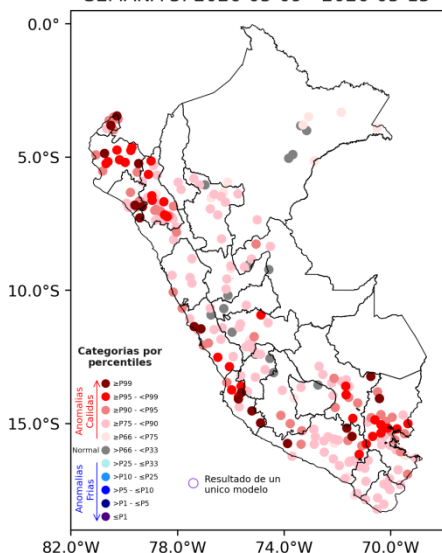 0.0°
5.0°S
10.0°S
15.0°S
82.0°W
78.0°W
74.0°W
70.0°W
Categorias por
percentiles
Anomalias
Calidas
≥P99
≥P95 - <P99
≥P90 - <P95
≥P75 - <P90
≥P66 - <P75
Normal
>P66 - <P33
Anomalias
Frias
>P25 - ≤P33
>P10 - ≤P25
>P5 - ≤P10
>P1 - ≤P5
≤P1
Resultado de un
unico modelo